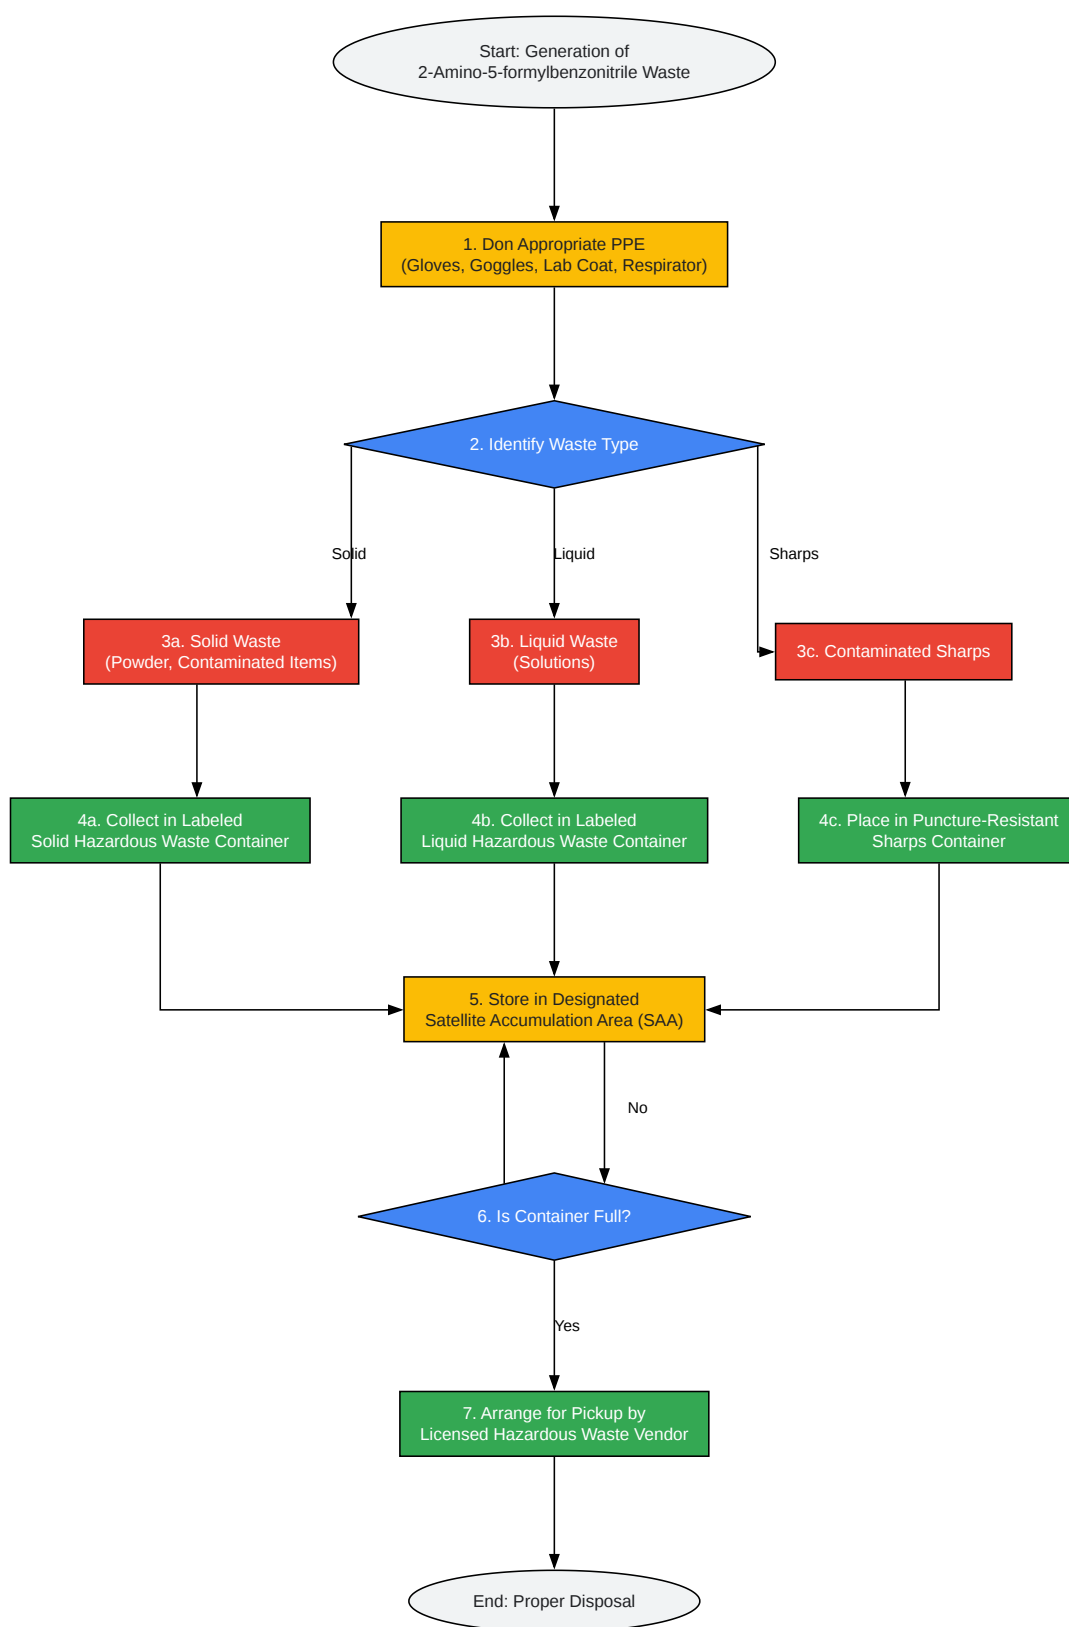 Start: Generation of
2-Amino-5-formylbenzonitrile Waste
1. Don Appropriate PPE
(Gloves, Goggles, Lab Coat, Respirator)
2. Identify Waste Type
Solid
Liquid
Sharps
3a. Solid Waste
(Powder, Contaminated Items)
3b. Liquid Waste
(Solutions)
3c. Contaminated Sharps
4a. Collect in Labeled
Solid Hazardous Waste Container
4b. Collect in Labeled
Liquid Hazardous Waste Container
4c. Place in Puncture-Resistant
Sharps Container
5. Store in Designated
Satellite Accumulation Area (SAA)
No
6. Is Container Full?
Yes
7. Arrange for Pickup by
Licensed Hazardous Waste Vendor
End: Proper Disposal